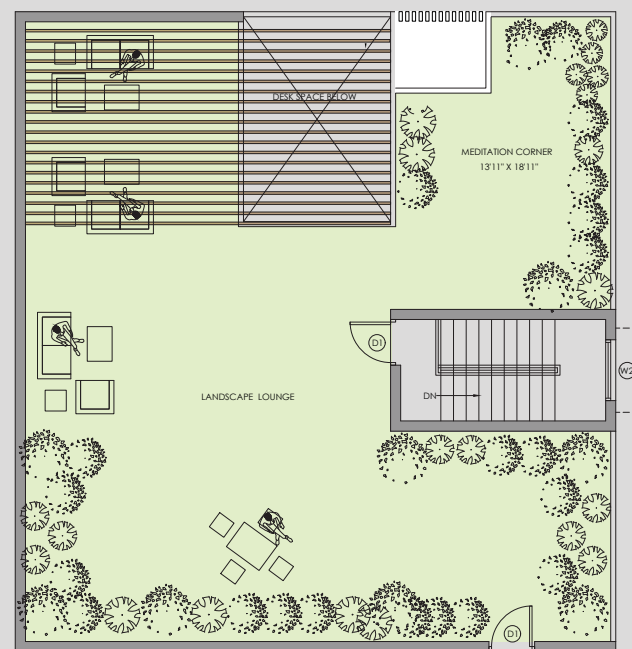 DESK SPACE BELOW
MEDITATION CORNER
13'11" X 18'11"
D1
W2
DN
LANDSCAPE LOUNGE
D1